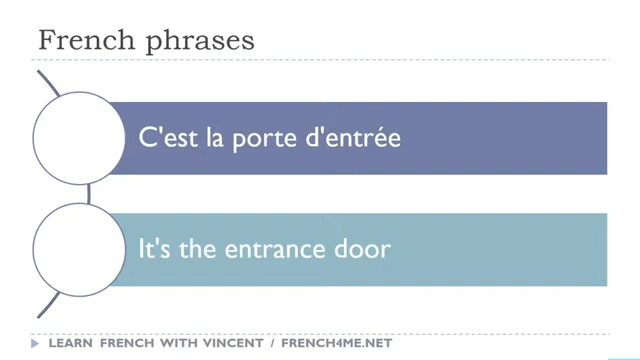 French phrases
C'est la porte d'entrée
It's the entrance door
LEARN FRENCH WITH VINCENT / FRENCH4ME.NET